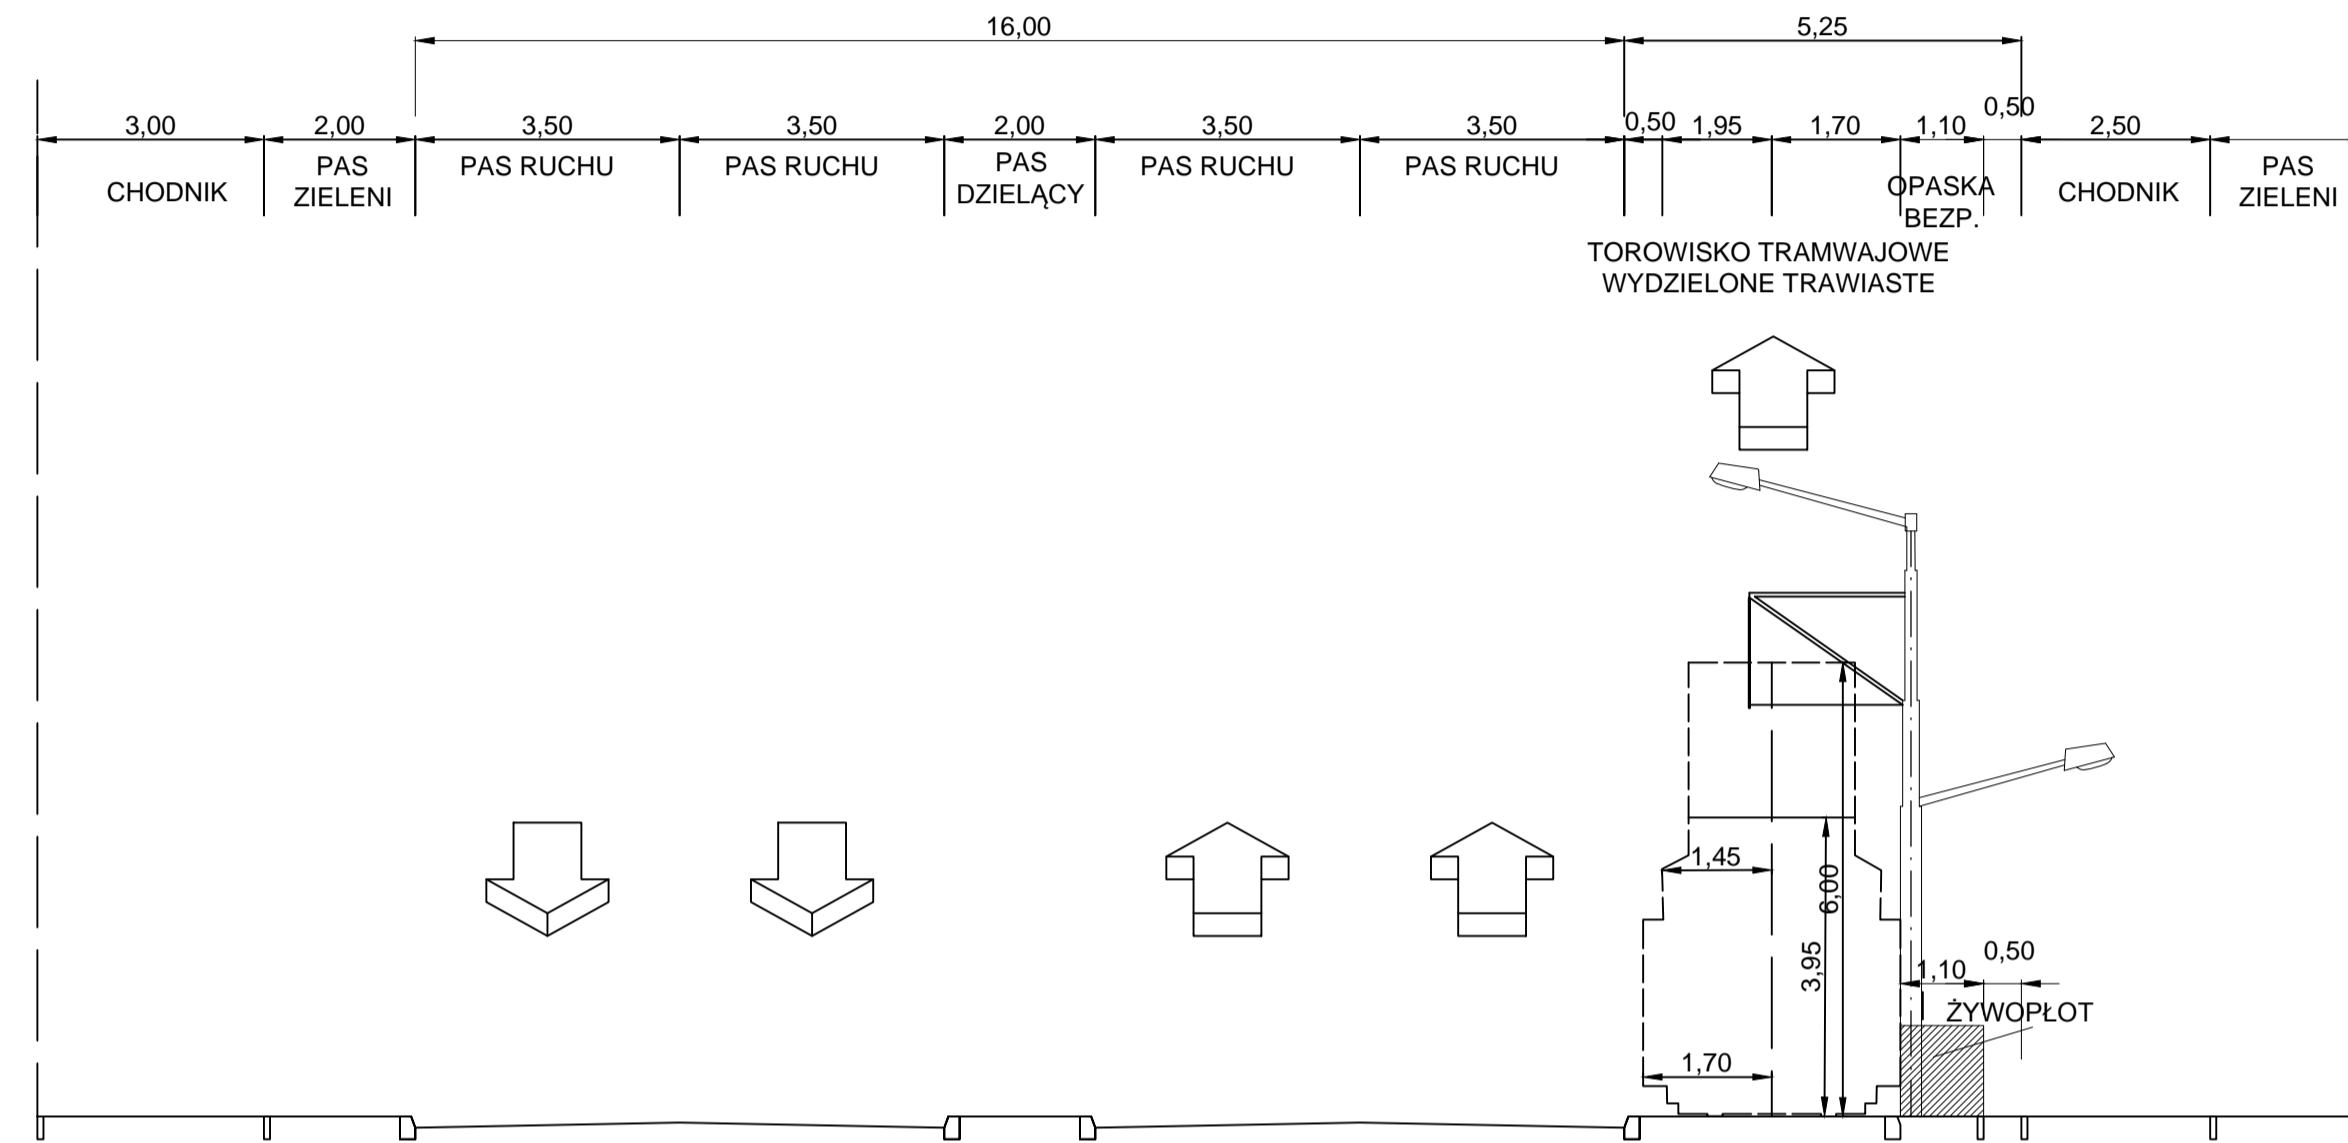 16,00
5,25
3,00
2,00
3,50
3,50
2,00
3,50
3,50
0,50
1,95
1,70
1,10
0,50
2,50
CHODNIK
PAS
ZIELENI
PAS RUCHU
PAS RUCHU
PAS
DZIELĄCY
PAS RUCHU
PAS RUCHU
OPASKA
BEZP.
CHODNIK
PAS
ZIELENI
TOROWISKO TRAMWAJOWE
WYDZIELONE TRAWIASTE
1,45
6,00
3,95
1,10
0,50
ŻYWOPŁOT
1,70